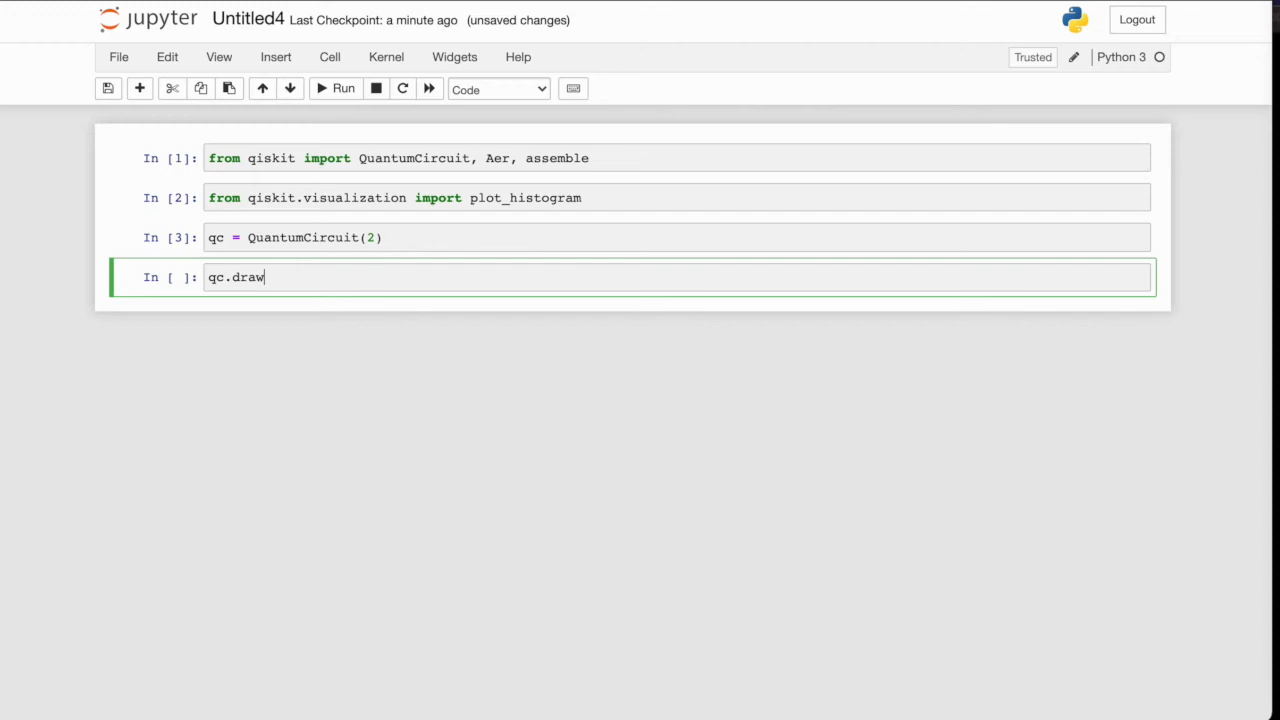 jupyter Untitled4 Last Checkpoint: a minute ago (unsaved changes) Logout
File Edit View Insert Cell Kernel Widgets Help Trusted Python 3
Run Code
In [1]: from qiskit import QuantumCircuit, Aer, assemble
In [2]: from qiskit.visualization import plot_histogram
In [3]: qc = QuantumCircuit(2)
In [ ]: qc.draw